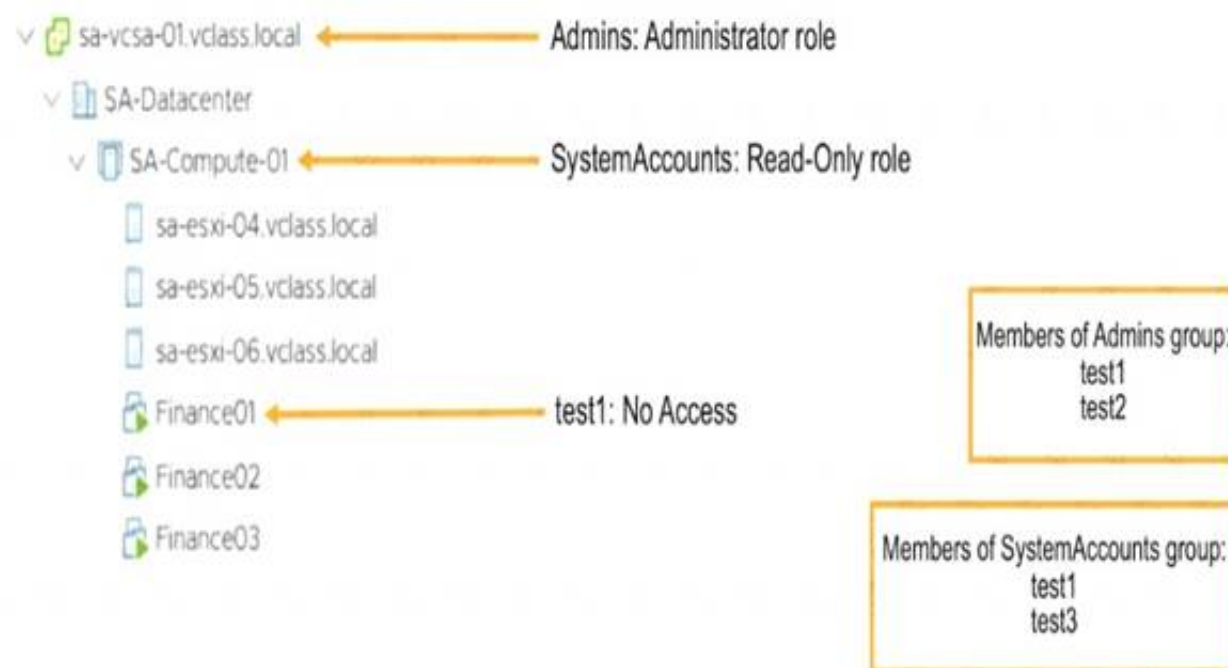 sa-vcsa-01.vclass.local
Admins: Administrator role
SA-Datacenter
SA-Compute-01
SystemAccounts: Read-Only role
sa-esxi-04.vclass.local
sa-esxi-05.vclass.local
sa-esxi-06.vclass.local
Finance01
test1: No Access
Finance02
Finance03
Members of Admins group:
test1
test2
Members of SystemAccounts group:
test1
test3